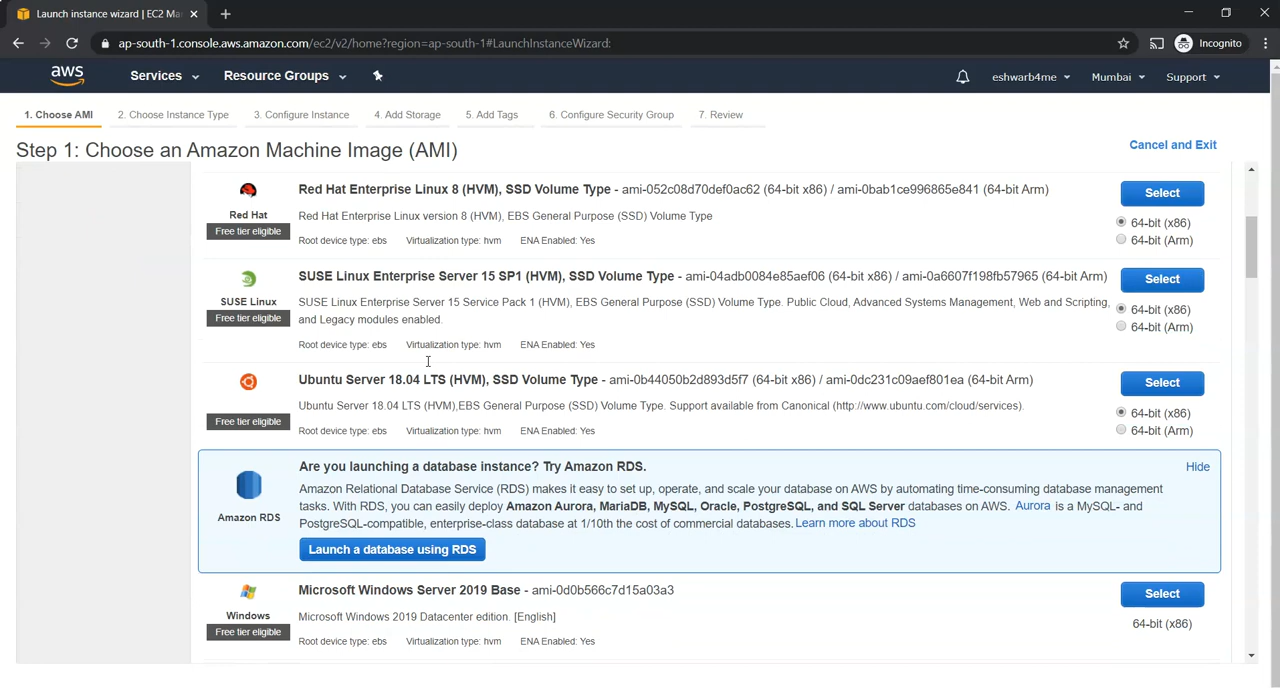 Launch instance wizard | EC2 Ma
ap-south-1.console.aws.amazon.com/ec2/v2/home?region=ap-south-1#LaunchInstanceWizard:
Incognito
aws Services Resource Groups eshwarb4me Mumbai Support
1. Choose AMI 2. Choose Instance Type 3. Configure Instance 4. Add Storage 5. Add Tags 6. Configure Security Group 7. Review
Step 1: Choose an Amazon Machine Image (AMI)
Cancel and Exit
Red Hat
Free tier eligible
Red Hat Enterprise Linux 8 (HVM), SSD Volume Type - ami-052c08d70def0ac62 (64-bit x86) / ami-0bab1ce996865e841 (64-bit Arm)
Red Hat Enterprise Linux version 8 (HVM), EBS General Purpose (SSD) Volume Type
Root device type: ebs Virtualization type: hvm ENA Enabled: Yes
Select
64-bit (x86)
64-bit (Arm)
SUSE Linux
Free tier eligible
SUSE Linux Enterprise Server 15 SP1 (HVM), SSD Volume Type - ami-04adb0084e85aef06 (64-bit x86) / ami-0a6607f198fb57965 (64-bit Arm)
SUSE Linux Enterprise Server 15 Service Pack 1 (HVM), EBS General Purpose (SSD) Volume Type. Public Cloud, Advanced Systems Management, Web and Scripting,
and Legacy modules enabled.
Root device type: ebs Virtualization type: hvm ENA Enabled: Yes
Select
64-bit (x86)
64-bit (Arm)
Free tier eligible
Ubuntu Server 18.04 LTS (HVM), SSD Volume Type - ami-0b44050b2d893d5f7 (64-bit x86) / ami-0dc231c09aef801ea (64-bit Arm)
Ubuntu Server 18.04 LTS (HVM),EBS General Purpose (SSD) Volume Type. Support available from Canonical (http://www.ubuntu.com/cloud/services).
Root device type: ebs Virtualization type: hvm ENA Enabled: Yes
Select
64-bit (x86)
64-bit (Arm)
Amazon RDS
Are you launching a database instance? Try Amazon RDS.
Hide
Amazon Relational Database Service (RDS) makes it easy to set up, operate, and scale your database on AWS by automating time-consuming database management
tasks. With RDS, you can easily deploy Amazon Aurora, MariaDB, MySQL, Oracle, PostgreSQL, and SQL Server databases on AWS. Aurora is a MySQL- and
PostgreSQL-compatible, enterprise-class database at 1/10th the cost of commercial databases. Learn more about RDS
Launch a database using RDS
Windows
Free tier eligible
Microsoft Windows Server 2019 Base - ami-0d0b566c7d15a03a3
Microsoft Windows 2019 Datacenter edition. [English]
Root device type: ebs Virtualization type: hvm ENA Enabled: Yes
Select
64-bit (x86)